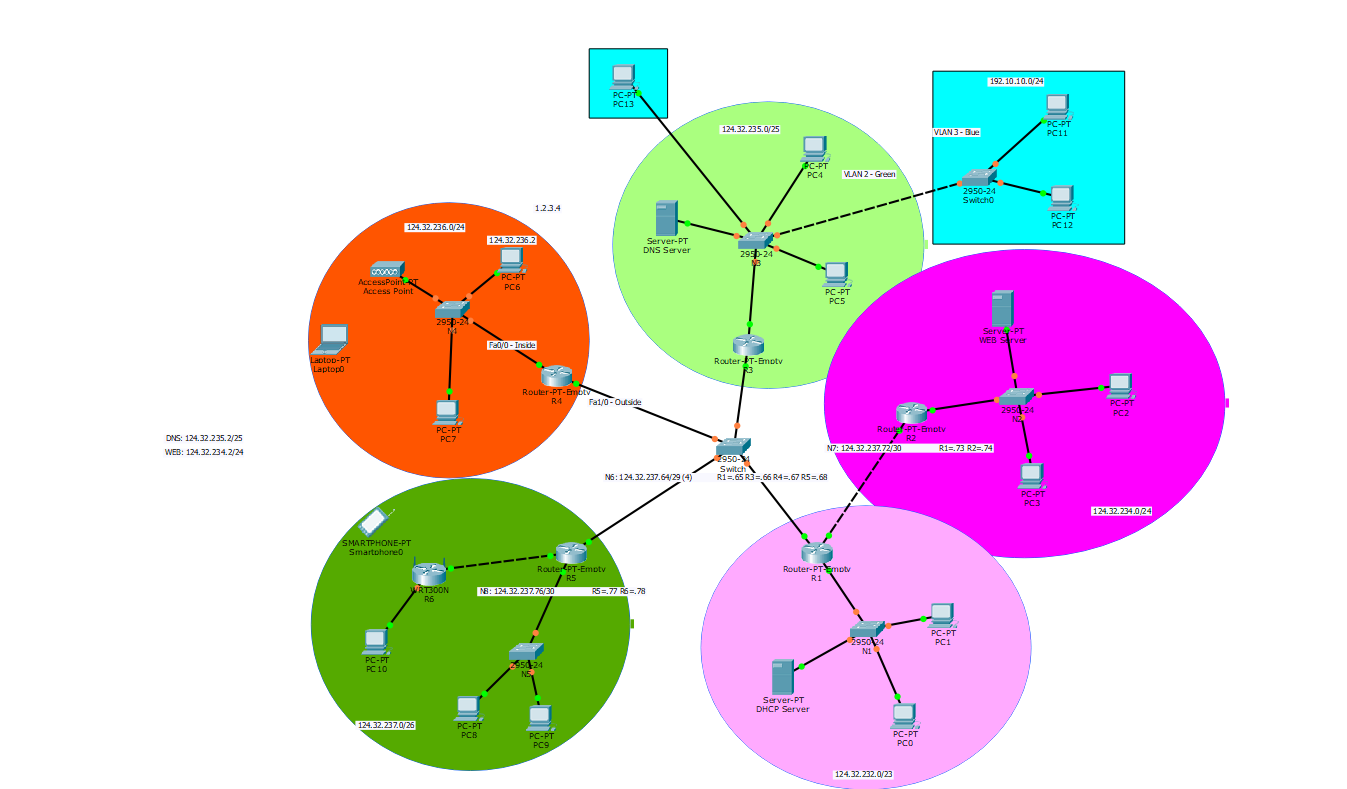 PC-PT
PC13
192.10.10.0/24
PC-PT
PC11
VLAN 3 - Blue
2950-24
Switch0
PC-PT
PC12
124.32.235.0/25
PC-PT
PC4
VLAN 2 - Green
Server-PT
DNS Server
2950-24
N3
PC-PT
PC5
Router-PT-Empty
R3
1.2.3.4
124.32.236.0/24
124.32.236.2
PC-PT
PC6
AccessPoint-PT
Access Point
2950-24
N4
Laptop-PT
Laptop0
Fa0/0 - Inside
Router-PT-Empty
R4
Fa1/0 - Outside
PC-PT
PC7
DNS: 124.32.235.2/25
WEB: 124.32.234.2/24
Server-PT
WEB Server
PC-PT
PC2
2950-24
N2
Router-PT-Empty
R2
N7: 124.32.237.72/30 R1=.73 R2=.74
PC-PT
PC3
124.32.234.0/24
2950-24
Switch
N6: 124.32.237.64/29 (4) R1=.65 R3=.66 R4=.67 R5=.68
SMARTPHONE-PT
Smartphone0
Router-PT-Empty
R5
WRT300N
R6
N8: 124.32.237.76/30 R5=.77 R6=.78
PC-PT
PC10
2950-24
N5
PC-PT
PC8
PC-PT
PC9
124.32.237.0/26
Router-PT-Empty
R1
2950-24
N1
PC-PT
PC1
Server-PT
DHCP Server
PC-PT
PC0
124.32.232.0/23